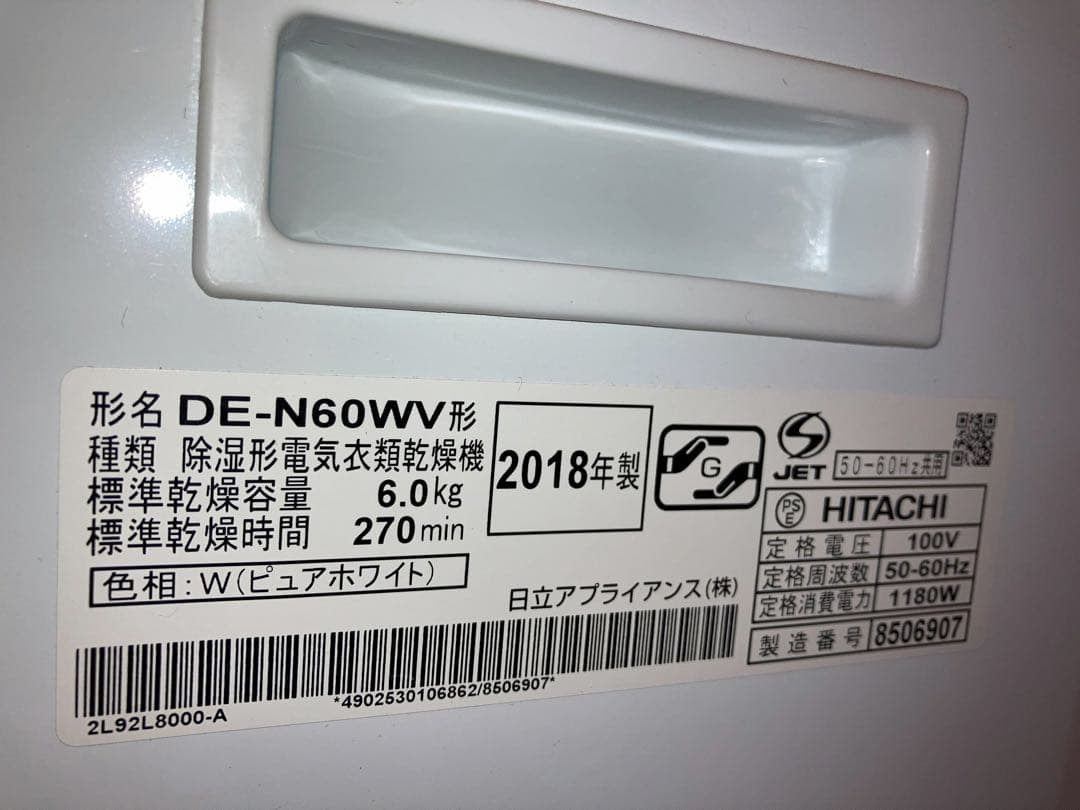 形名 DE-N60WV形
種類 除湿形電気衣類乾燥機
標準乾燥容量 6.0kg
標準乾燥時間 270min
色相:W(ピュアホワイト)
2018年製
G
JET
50-60Hz共用
PS
E
HITACHI
定格電圧 100V
定格周波数 50-60Hz
定格消費電力 1180W
製造番号 8506907
日立アプライアンス(株)
*4902530106862/8506907*
2L92L8000-A